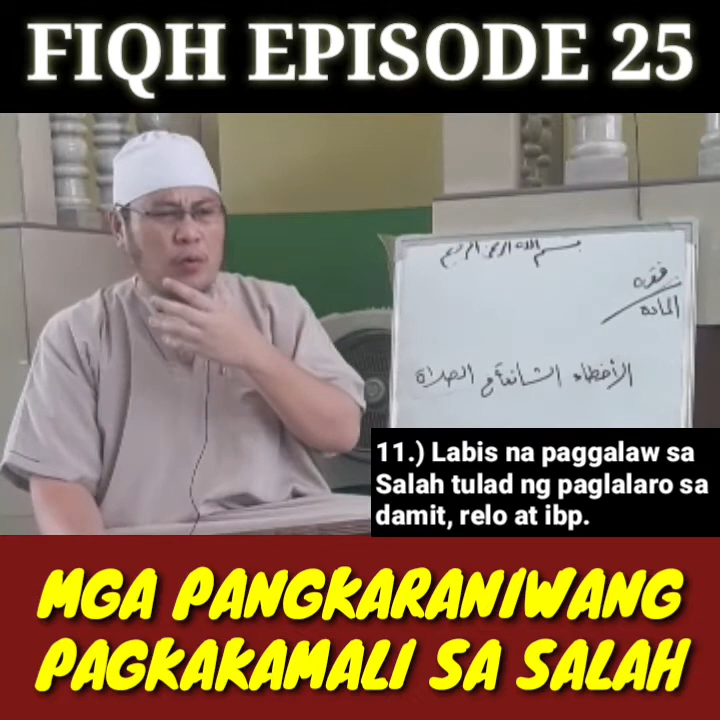 FIQH EPISODE 25
بسم الله الرحمن الرحيم
فقه
المادة
الأخطاء الشائعة في الصلاة
11.) Labis na paggalaw sa
Salah tulad ng paglalaro sa
damit, relo at ibp.
MGA PANGKARANIWANG
PAGKAKAMALI SA SALAH